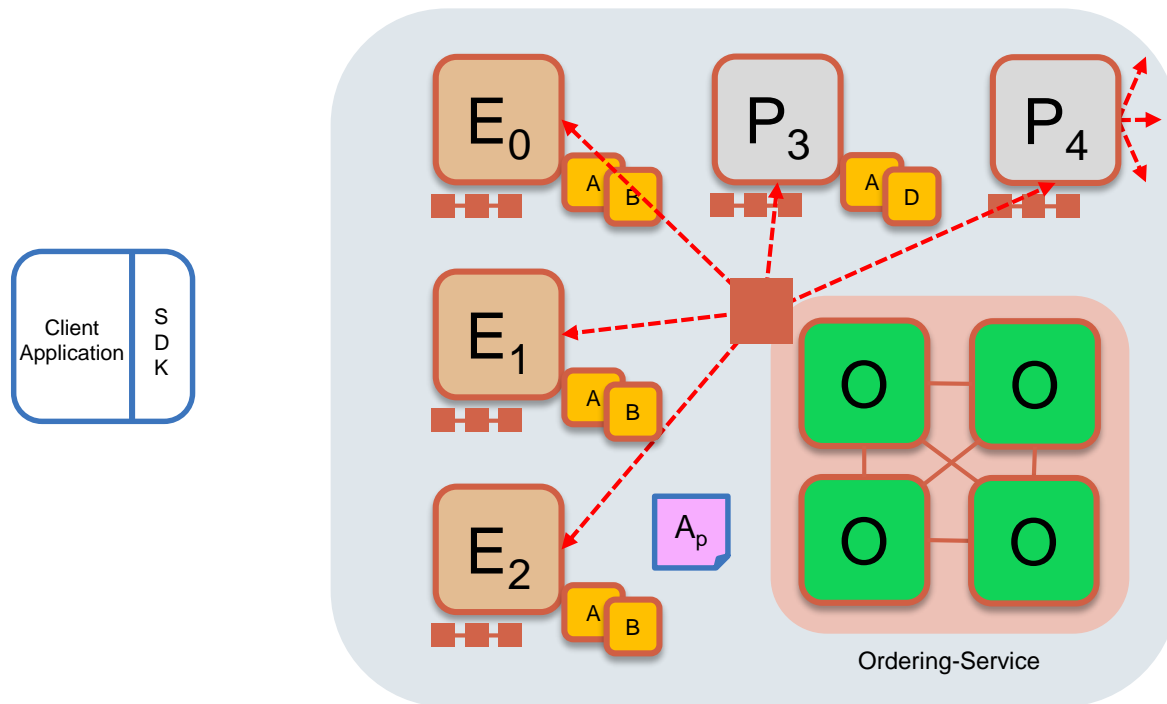 E0
P3
P4
A
B
A
D
Client
Application
S
D
K
E1
A
B
O
O
E2
Ap
O
O
A
B
Ordering-Service